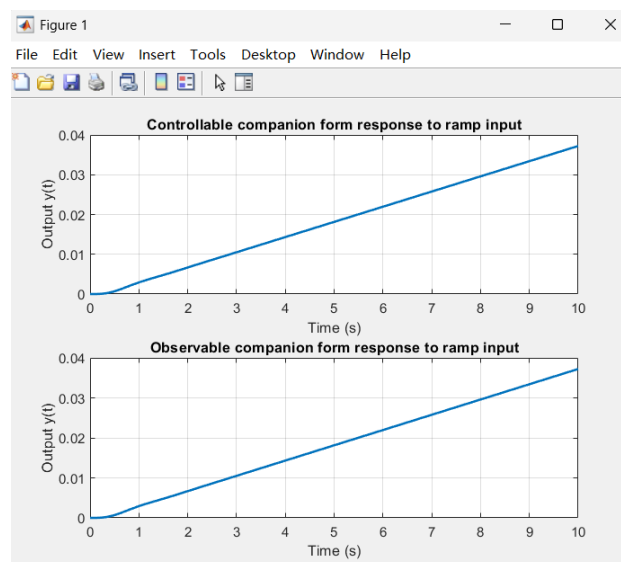 Figure 1
File Edit View Insert Tools Desktop Window Help
Controllable companion form response to ramp input
0.04
0.03
0.02
0.01
0
Output y(t)
0 1 2 3 4 5 6 7 8 9 10
Time (s)
Observable companion form response to ramp input
0.04
0.03
0.02
0.01
0
Output y(t)
0 1 2 3 4 5 6 7 8 9 10
Time (s)